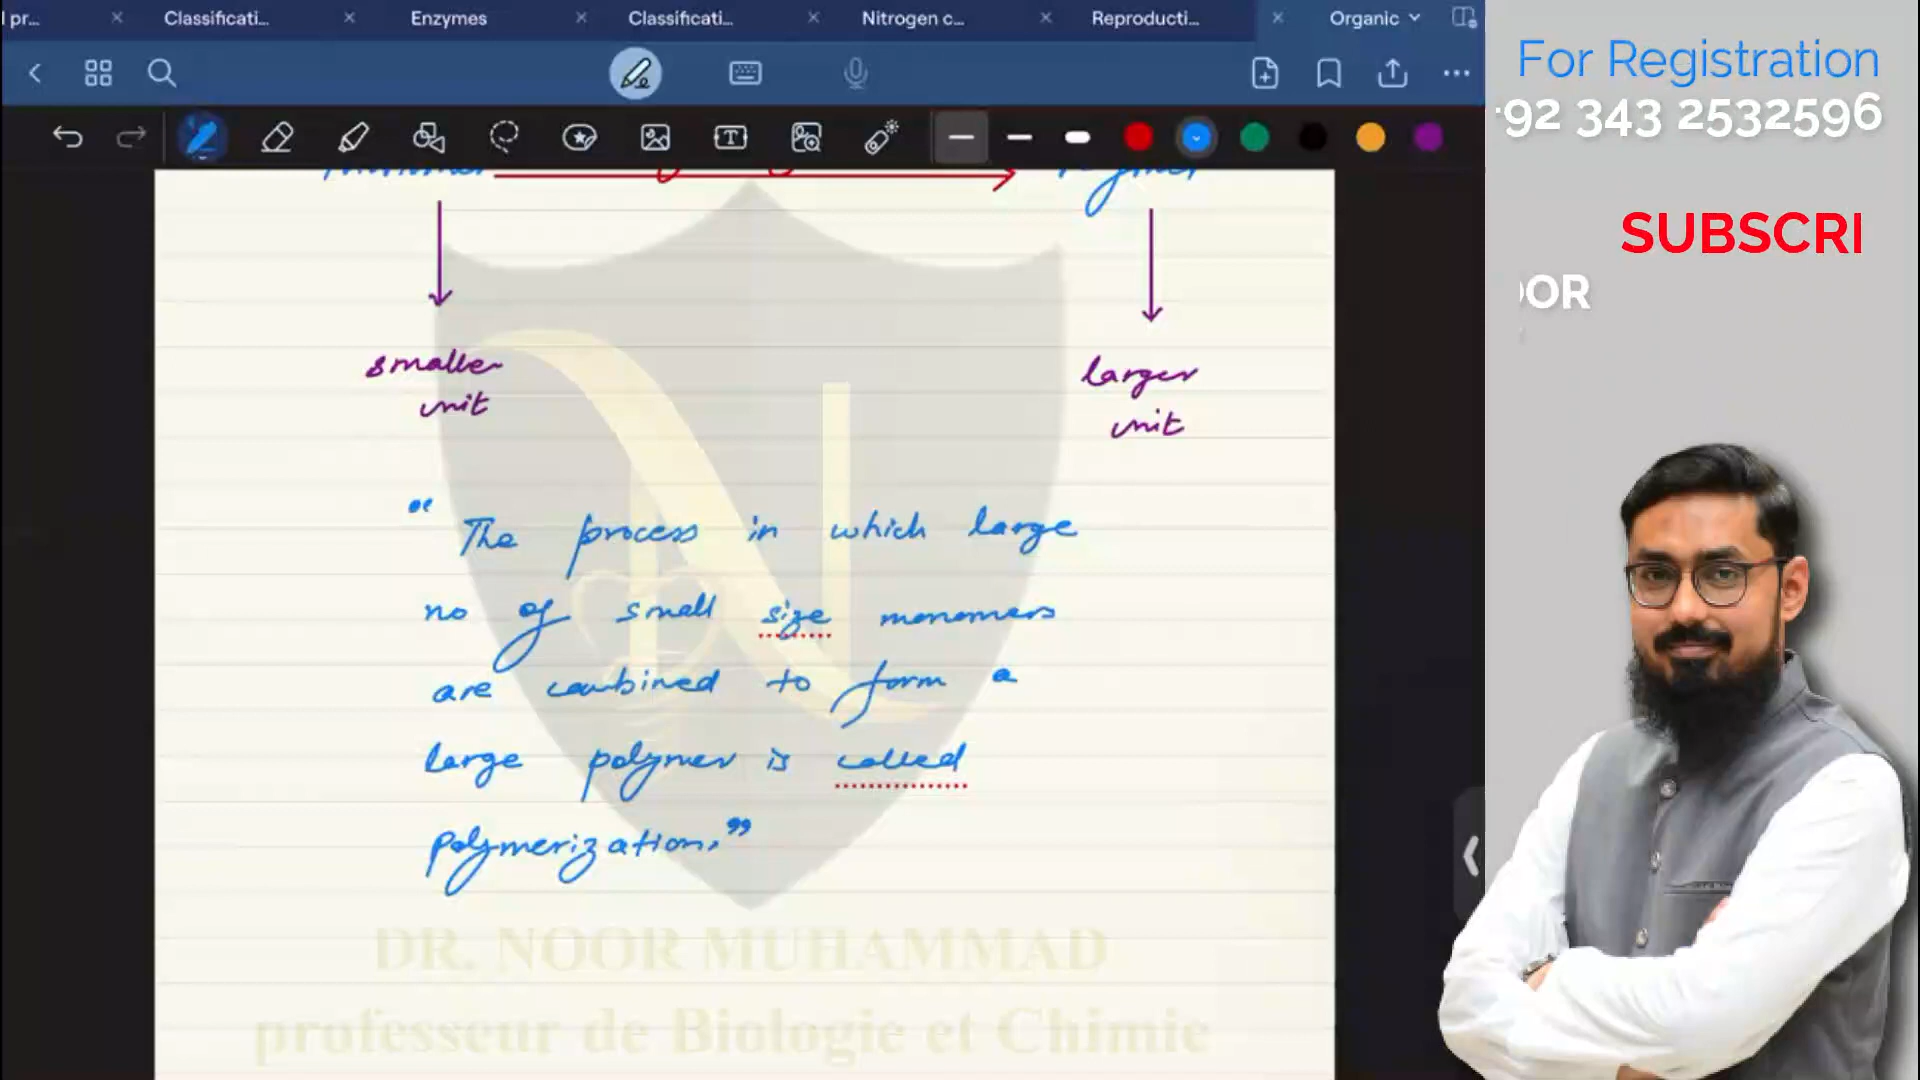 pr... Classificati... Enzymes Classificati... Nitrogen c... Reproducti... Organic
For Registration
92 343 2532596
SUBSCRI
OOR
smaller
unit
larger
unit
“ The process in which large
no of small size monomers
are combined to form a
large polymer is called
polymerization.”
DR. NOOR MUHAMMAD
professeur de Biologie et Chimie